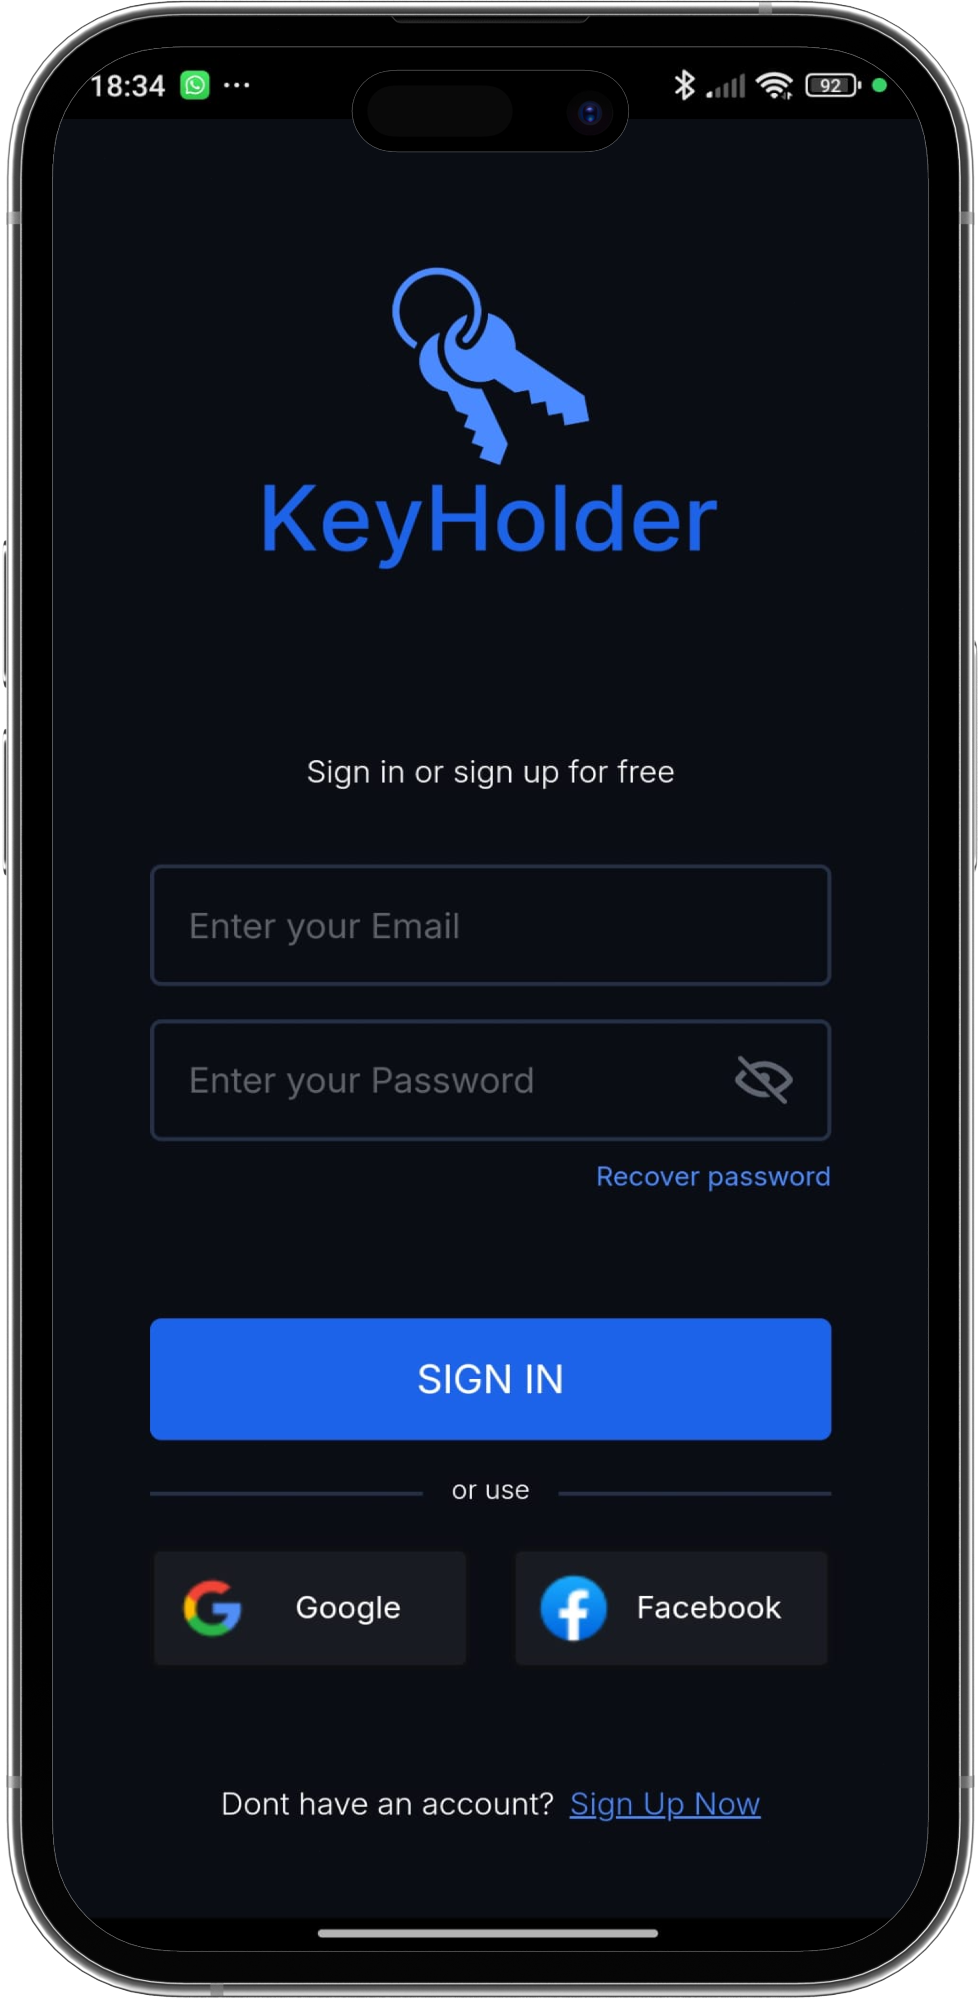 18:34 ... 92
KeyHolder
Sign in or sign up for free
Enter your Email
Enter your Password
Recover password
SIGN IN
or use
Google Facebook
Dont have an account? Sign Up Now